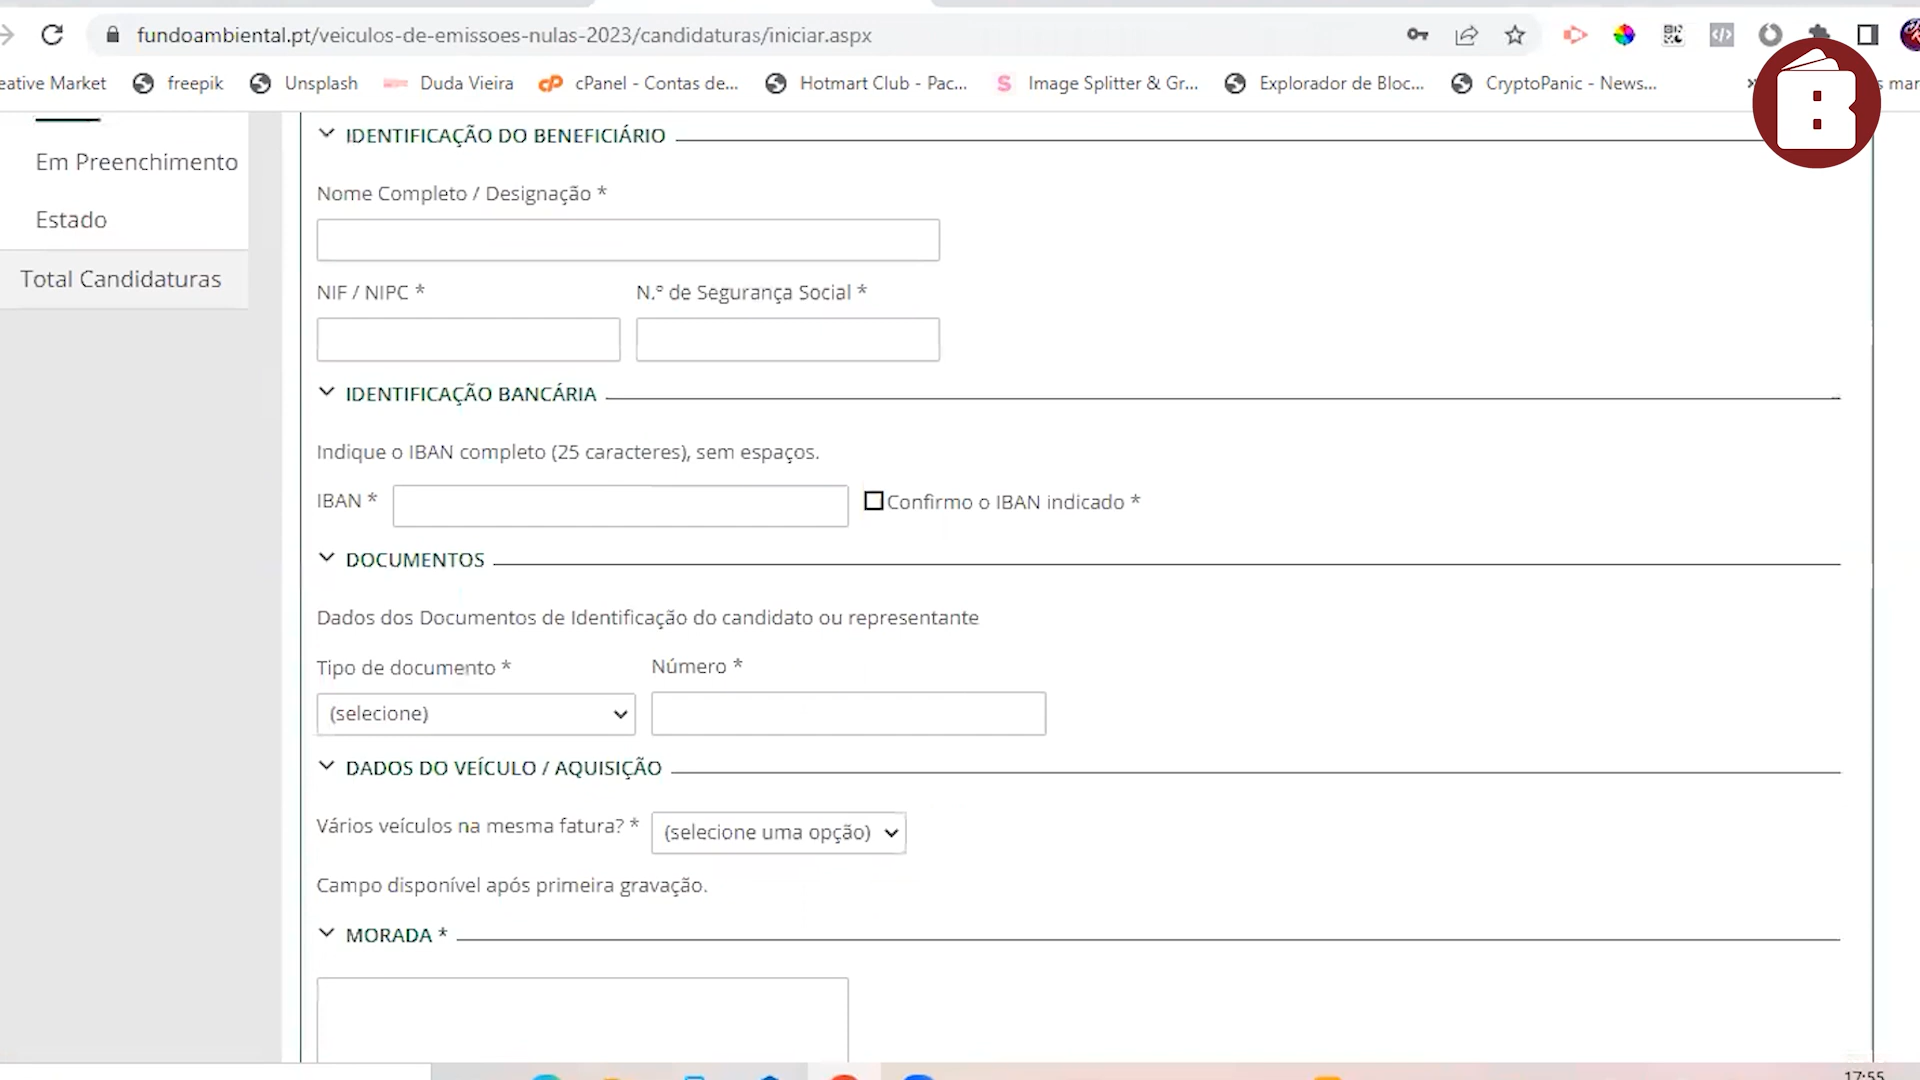 fundoambiental.pt/veiculos-de-emissoes-nulas-2023/candidaturas/iniciar.aspx
eative Market freepik Unsplash Duda Vieira cPanel - Contas de... Hotmart Club - Pac... Image Splitter & Gr... Explorador de Bloc... CryptoPanic - News... » s mar
Em Preenchimento
Estado
Total Candidaturas
IDENTIFICAÇÃO DO BENEFICIÁRIO
Nome Completo / Designação *
NIF / NIPC * N.º de Segurança Social *
IDENTIFICAÇÃO BANCÁRIA
Indique o IBAN completo (25 caracteres), sem espaços.
IBAN * Confirmo o IBAN indicado *
DOCUMENTOS
Dados dos Documentos de Identificação do candidato ou representante
Tipo de documento * Número *
(selecione)
DADOS DO VEÍCULO / AQUISIÇÃO
Vários veículos na mesma fatura? * (selecione uma opção)
Campo disponível após primeira gravação.
MORADA *
17:55